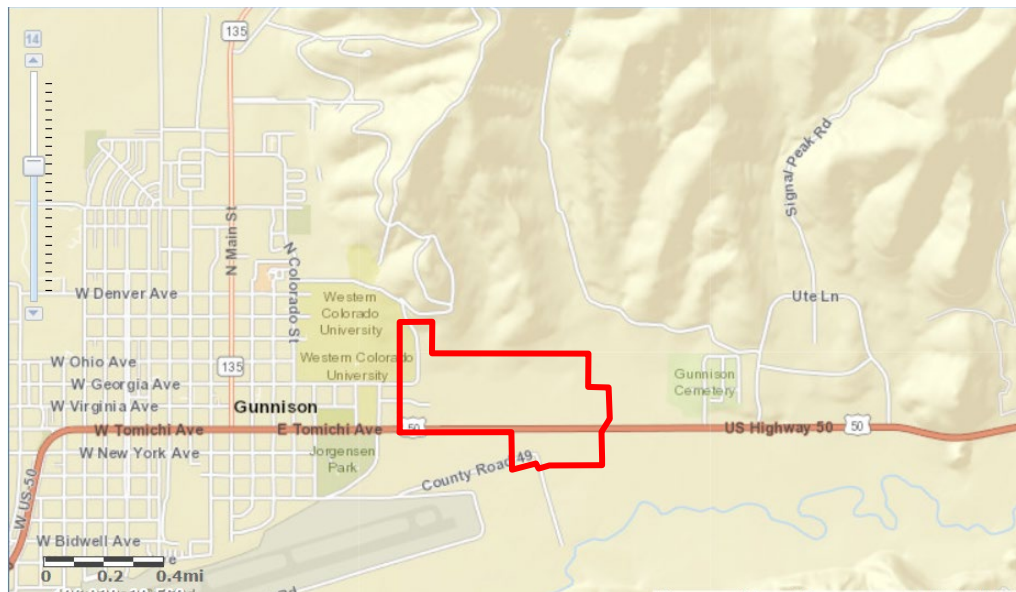 14
135
N Main St
N Colorado St
Signal Peak Rd
W Denver Ave
Western
Colorado
University
Ute Ln
W Ohio Ave
135
Western Colorado
University
W Georgia Ave
Gunnison
Cemetery
W Virginia Ave
Gunnison
W Tomichi Ave
E Tomichi Ave
50
US Highway 50
50
W New York Ave
Jorgensen
Park
County Road 49
W US-50
W Bidwell Ave
0 0.2 0.4mi
Rd